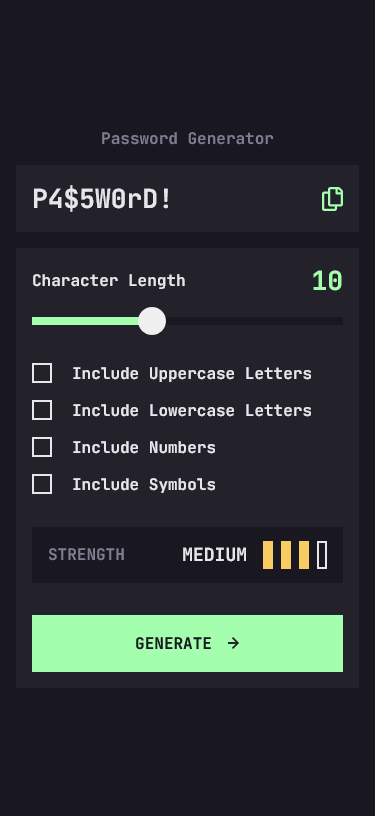 Password Generator
P4$5W0rD!
Character Length 10
Include Uppercase Letters
Include Lowercase Letters
Include Numbers
Include Symbols
STRENGTH MEDIUM
GENERATE →